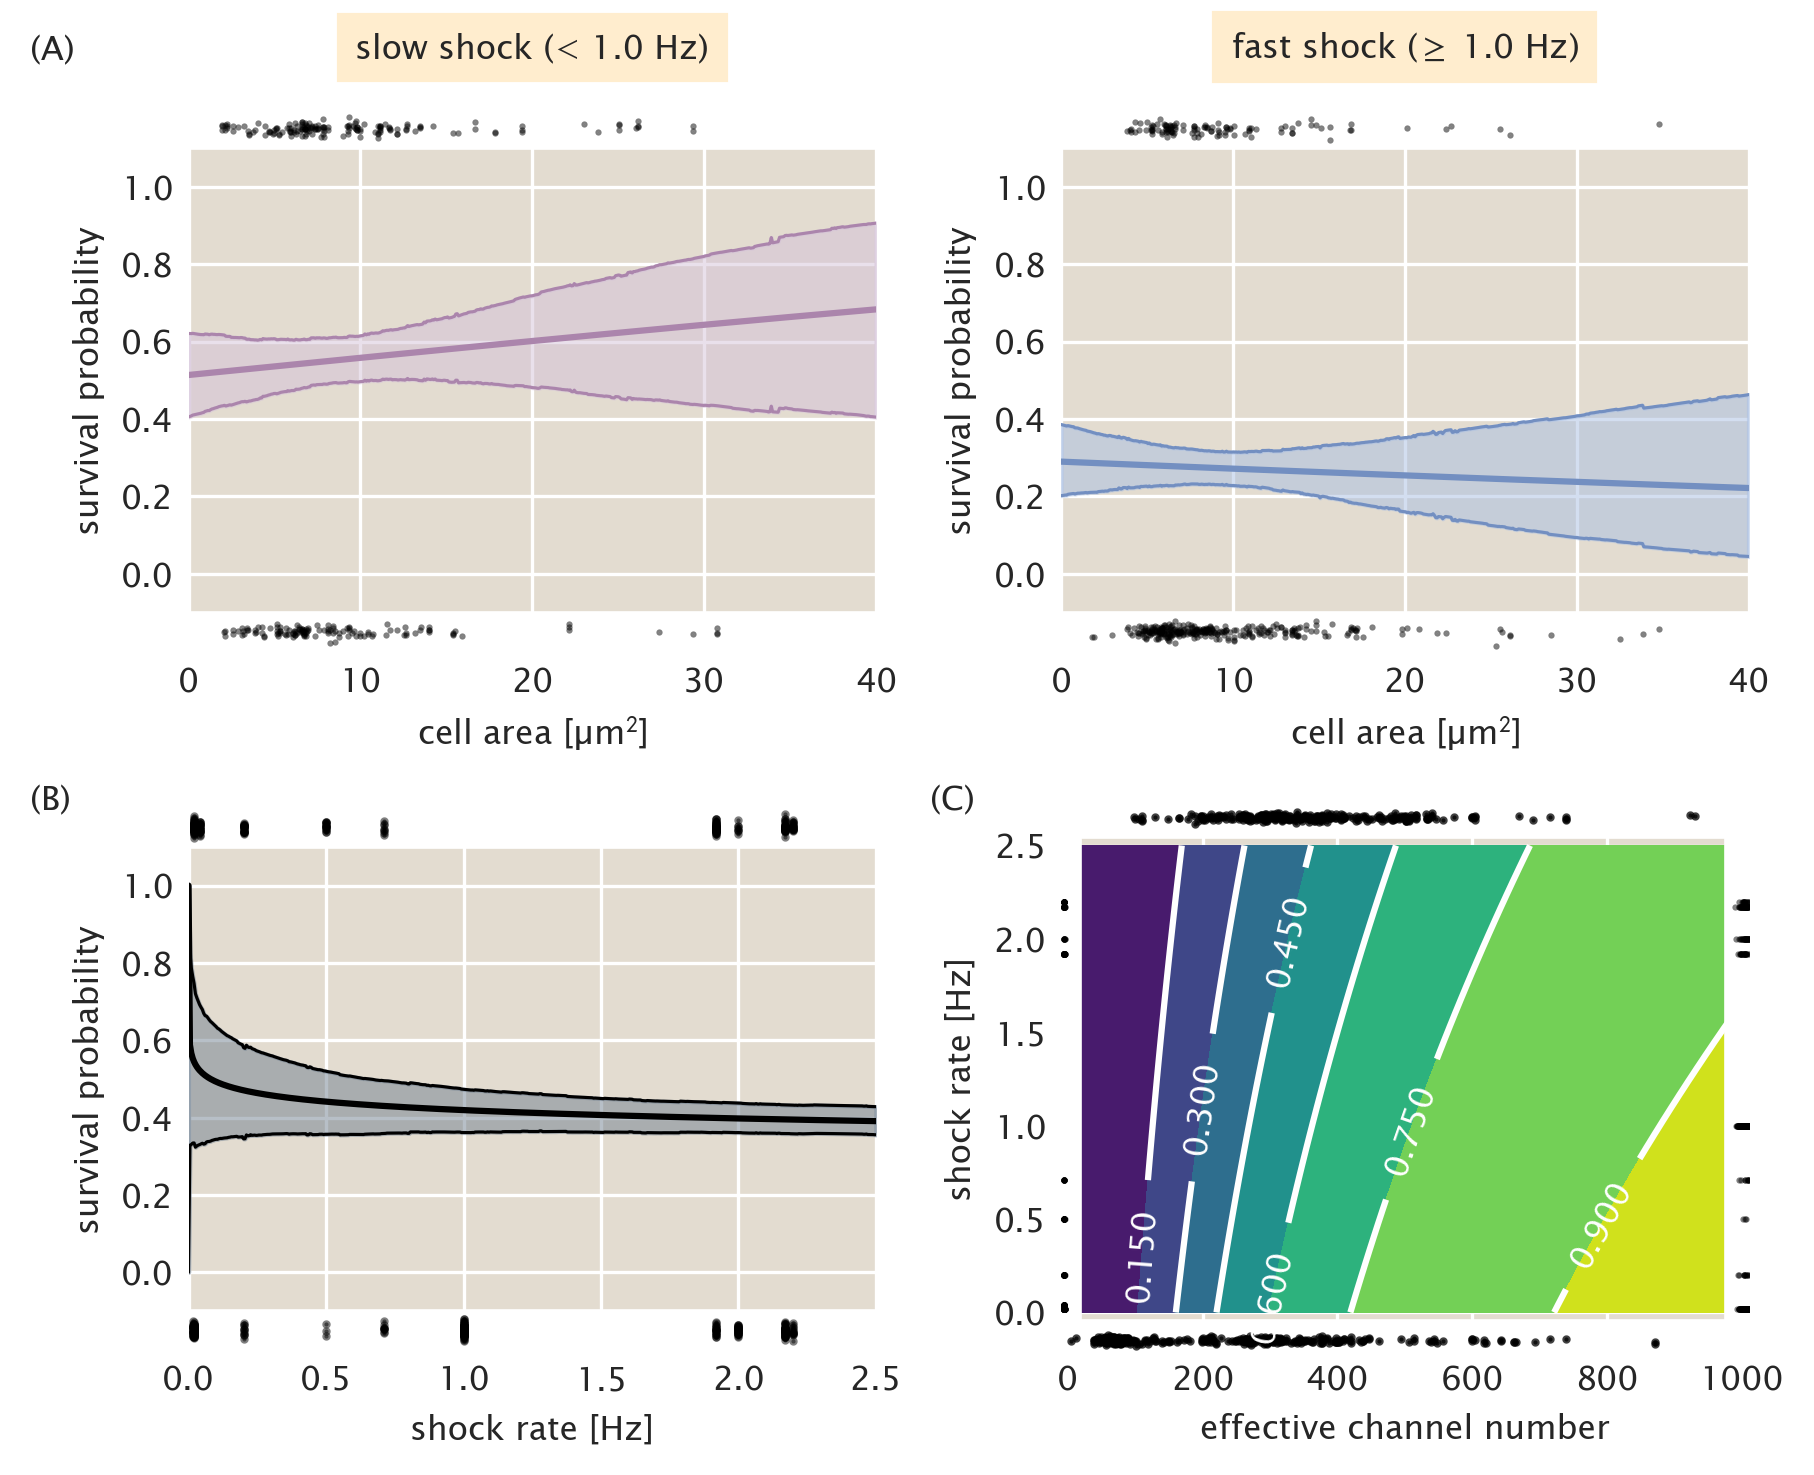 (A)
slow shock (< 1.0 Hz)
fast shock (≥ 1.0 Hz)
survival probability
1.0
0.8
0.6
0.4
0.2
0.0
0 10 20 30 40
cell area [µm²]
survival probability
1.0
0.8
0.6
0.4
0.2
0.0
0 10 20 30 40
cell area [µm²]
(B)
survival probability
1.0
0.8
0.6
0.4
0.2
0.0
0.0 0.5 1.0 1.5 2.0 2.5
shock rate [Hz]
(C)
shock rate [Hz]
2.5
2.0
1.5
1.0
0.5
0.0
0.150
0.300
0.450
0.600
0.750
0.900
0 200 400 600 800 1000
effective channel number